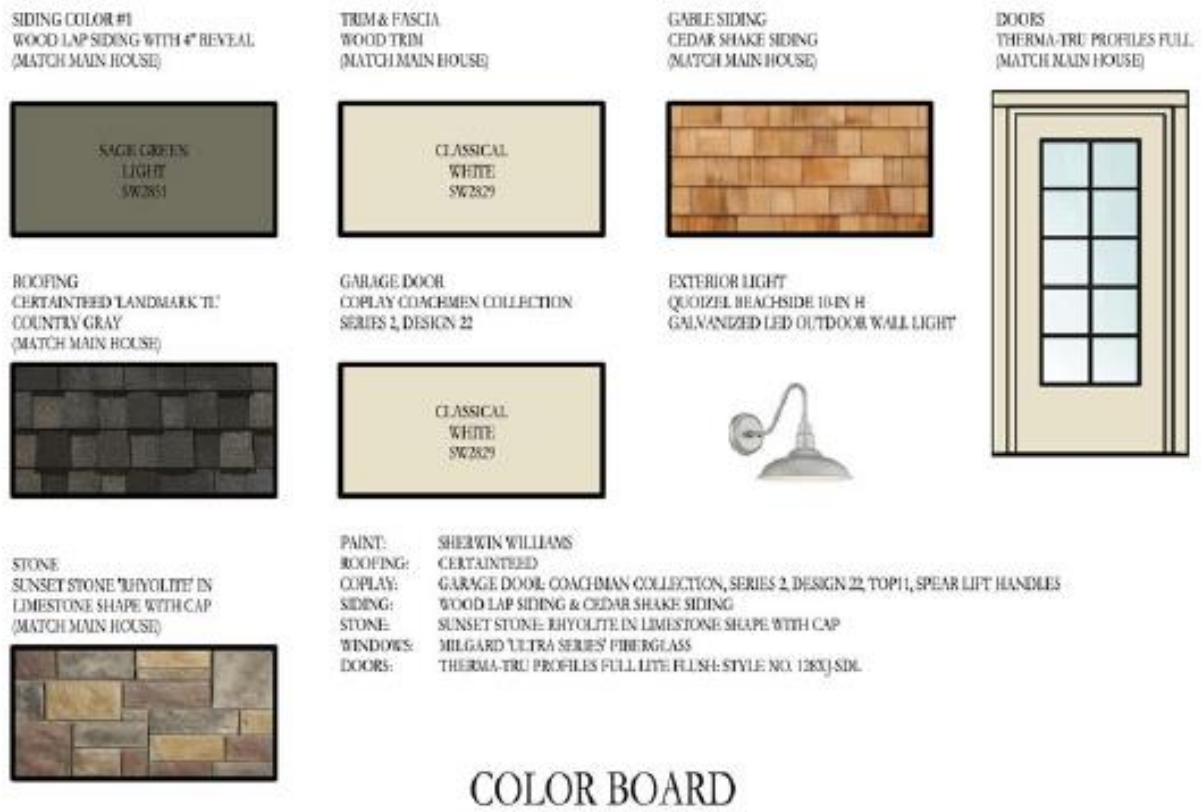 SIDING COLOR #1
WOOD LAP SIDING WITH 4" REVEAL
(MATCH MAIN HOUSE)
SAGE GREEN
LIGHT
SW2851
TRIM & FASCIA
WOOD TRIM
(MATCH MAIN HOUSE)
CLASSICAL
WHITE
SW2829
GABLE SIDING
CEDAR SHAKE SIDING
(MATCH MAIN HOUSE)
DOORS
THERMA-TRU PROFILES FULL
(MATCH MAIN HOUSE)
ROOFING
CERTAINTEED 'LANDMARK TL'
COUNTRY GRAY
(MATCH MAIN HOUSE)
GARAGE DOOR
COPLAY COACHMEN COLLECTION
SERIES 2, DESIGN 22
CLASSICAL
WHITE
SW2829
EXTERIOR LIGHT
QUOIZEL BEACHSIDE 10-IN H
GALVANIZED LED OUTDOOR WALL LIGHT
STONE
SUNSET STONE 'RHYOLITE' IN
LIMESTONE SHAPE WITH CAP
(MATCH MAIN HOUSE)
PAINT: SHERWIN WILLIAMS
ROOFING: CERTAINTEED
COPLAY: GARAGE DOOR: COACHMAN COLLECTION, SERIES 2, DESIGN 22, TOP11, SPEAR LIFT HANDLES
SIDING: WOOD LAP SIDING & CEDAR SHAKE SIDING
STONE: SUNSET STONE: RHYOLITE IN LIMESTONE SHAPE WITH CAP
WINDOWS: MILGARD 'ULTRA SERIES' FIBERGLASS
DOORS: THERMA-TRU PROFILES FULL LITE FLUSH: STYLE NO. 128XJ-SDL
COLOR BOARD